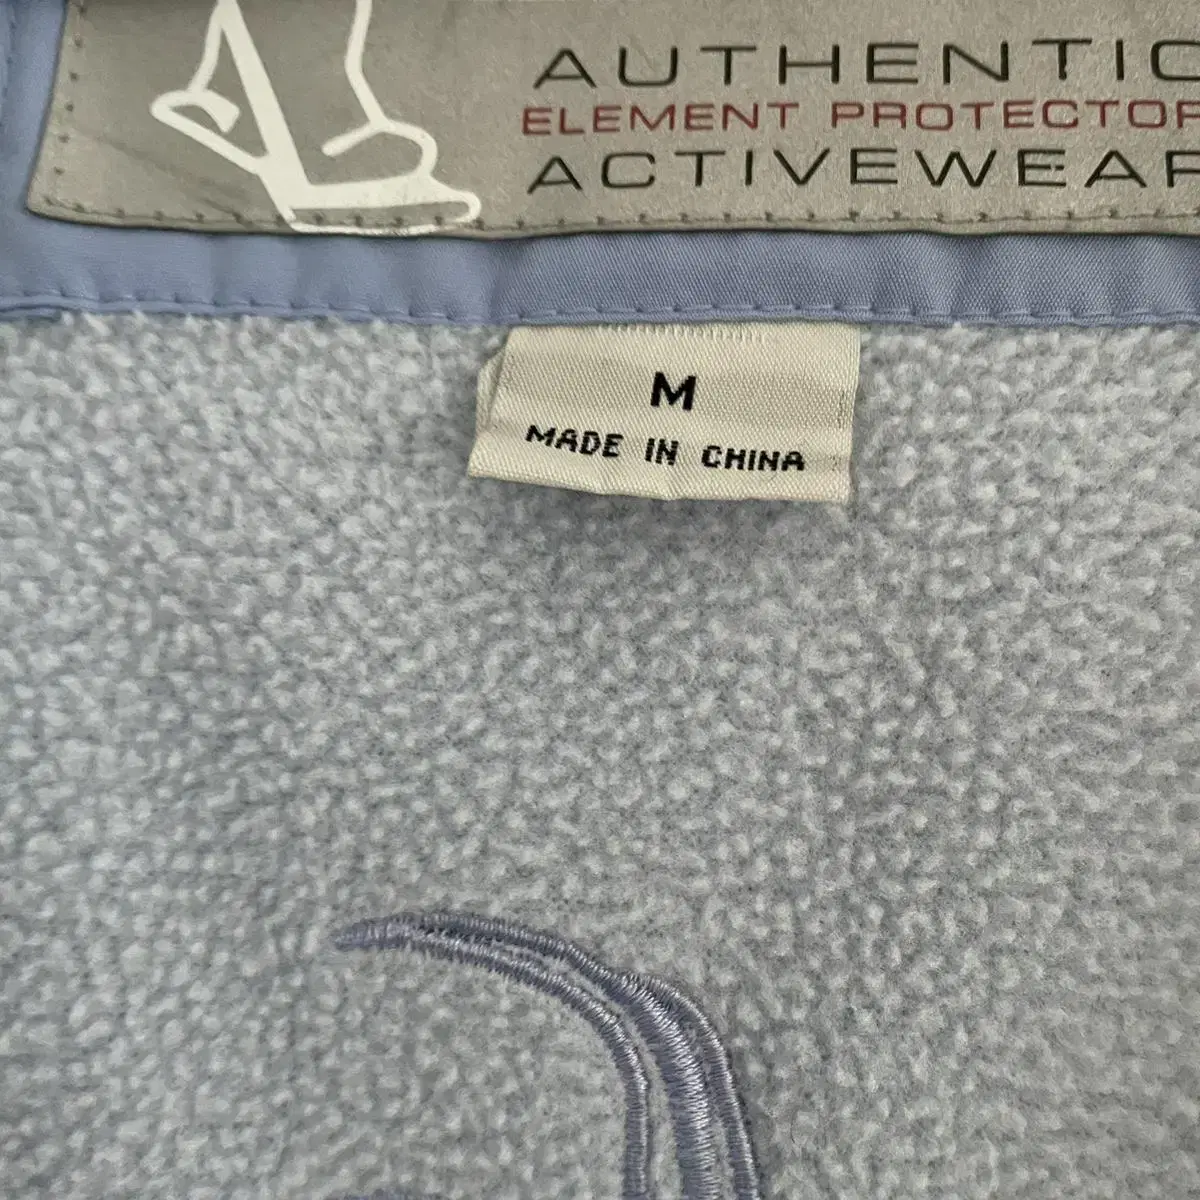 AUTHENTIC
ELEMENT PROTECTOR
ACTIVEWEAR
M
MADE IN CHINA